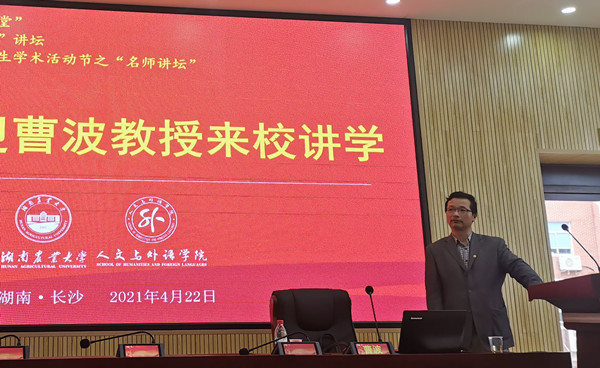 堂”
”讲坛
生学术活动节之“名师讲坛”
迎曹波教授来校讲学
湖南农业大学
HUNAN AGRICULTURAL UNIVERSITY
人文与外语学院
SCHOOL OF HUMANITIES AND FOREIGN LANGUAGES
湖南·长沙 2021年4月22日